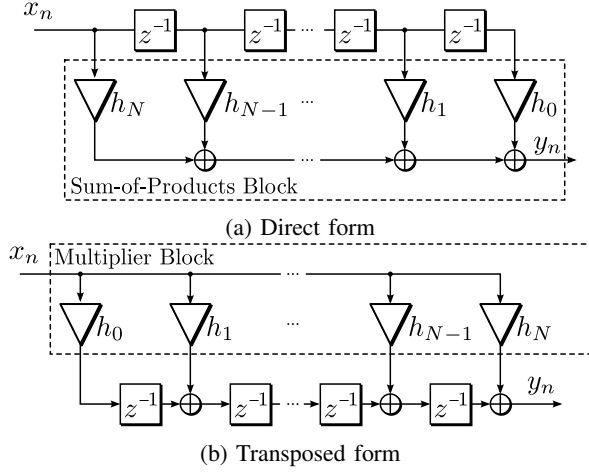 x_n z^{-1} z^{-1} ... z^{-1} z^{-1}
h_N h_{N-1} ... h_1 h_0
... y_n
Sum-of-Products Block
(a) Direct form
x_n Multiplier Block ...
h_0 h_1 ... h_{N-1} h_N
z^{-1} z^{-1} ... z^{-1} z^{-1} y_n
(b) Transposed form